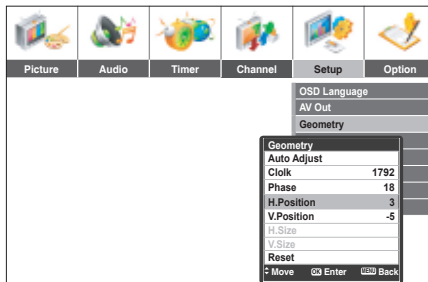 Picture Audio Timer Channel Setup Option
OSD Language
AV Out
Geometry
Geometry
Auto Adjust
Clolk 1792
Phase 18
H.Position 3
V.Position -5
H.Size
V.Size
Reset
Move OK Enter MENU Back